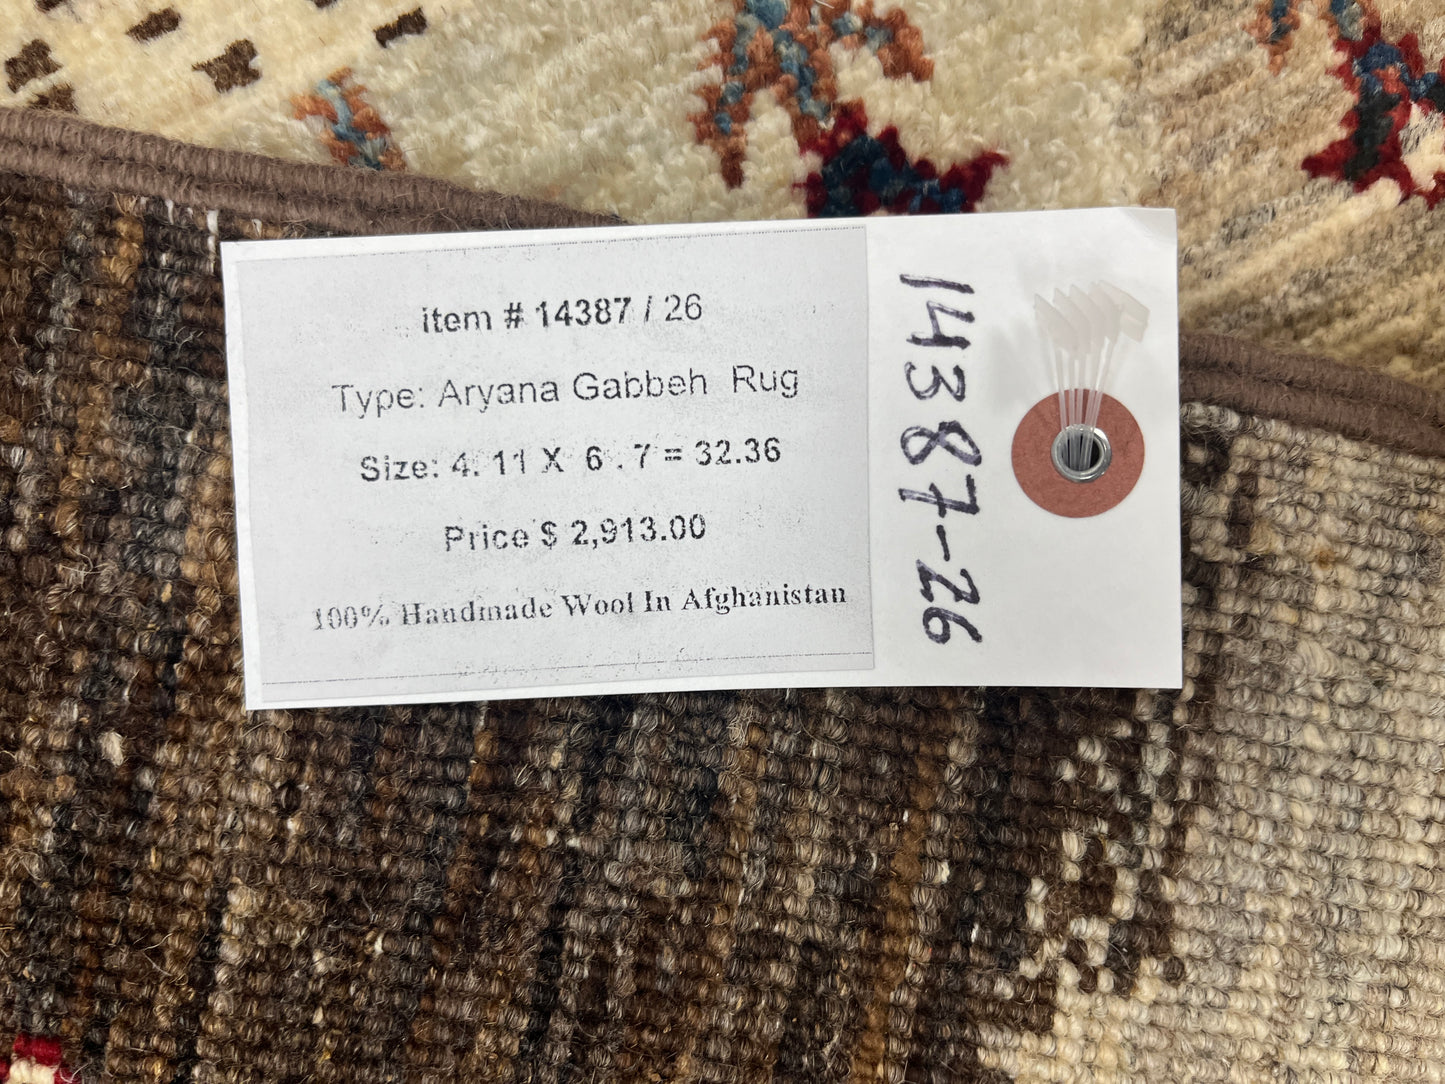 item # 14387 / 26
Type: Aryana Gabbeh Rug
Size: 4. 11 X 6 . 7 = 32.36
Price $ 2,913.00
100% Handmade Wool In Afghanistan
14387-26